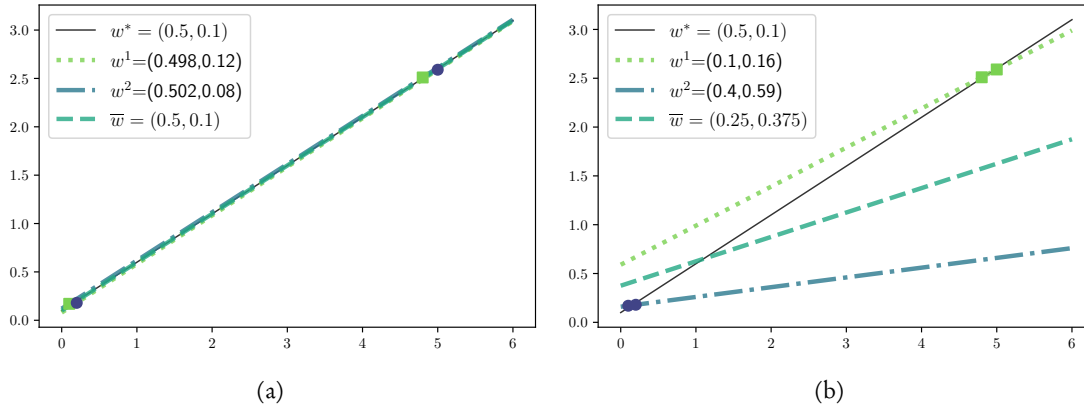 w* = (0.5, 0.1)
w¹=(0.498,0.12)
w²=(0.502,0.08)
w̅ = (0.5, 0.1)
3.0
2.5
2.0
1.5
1.0
0.5
0.0
0 1 2 3 4 5 6
(a)
w* = (0.5, 0.1)
w¹=(0.1,0.16)
w²=(0.4,0.59)
w̅ = (0.25, 0.375)
3.0
2.5
2.0
1.5
1.0
0.5
0.0
0 1 2 3 4 5 6
(b)